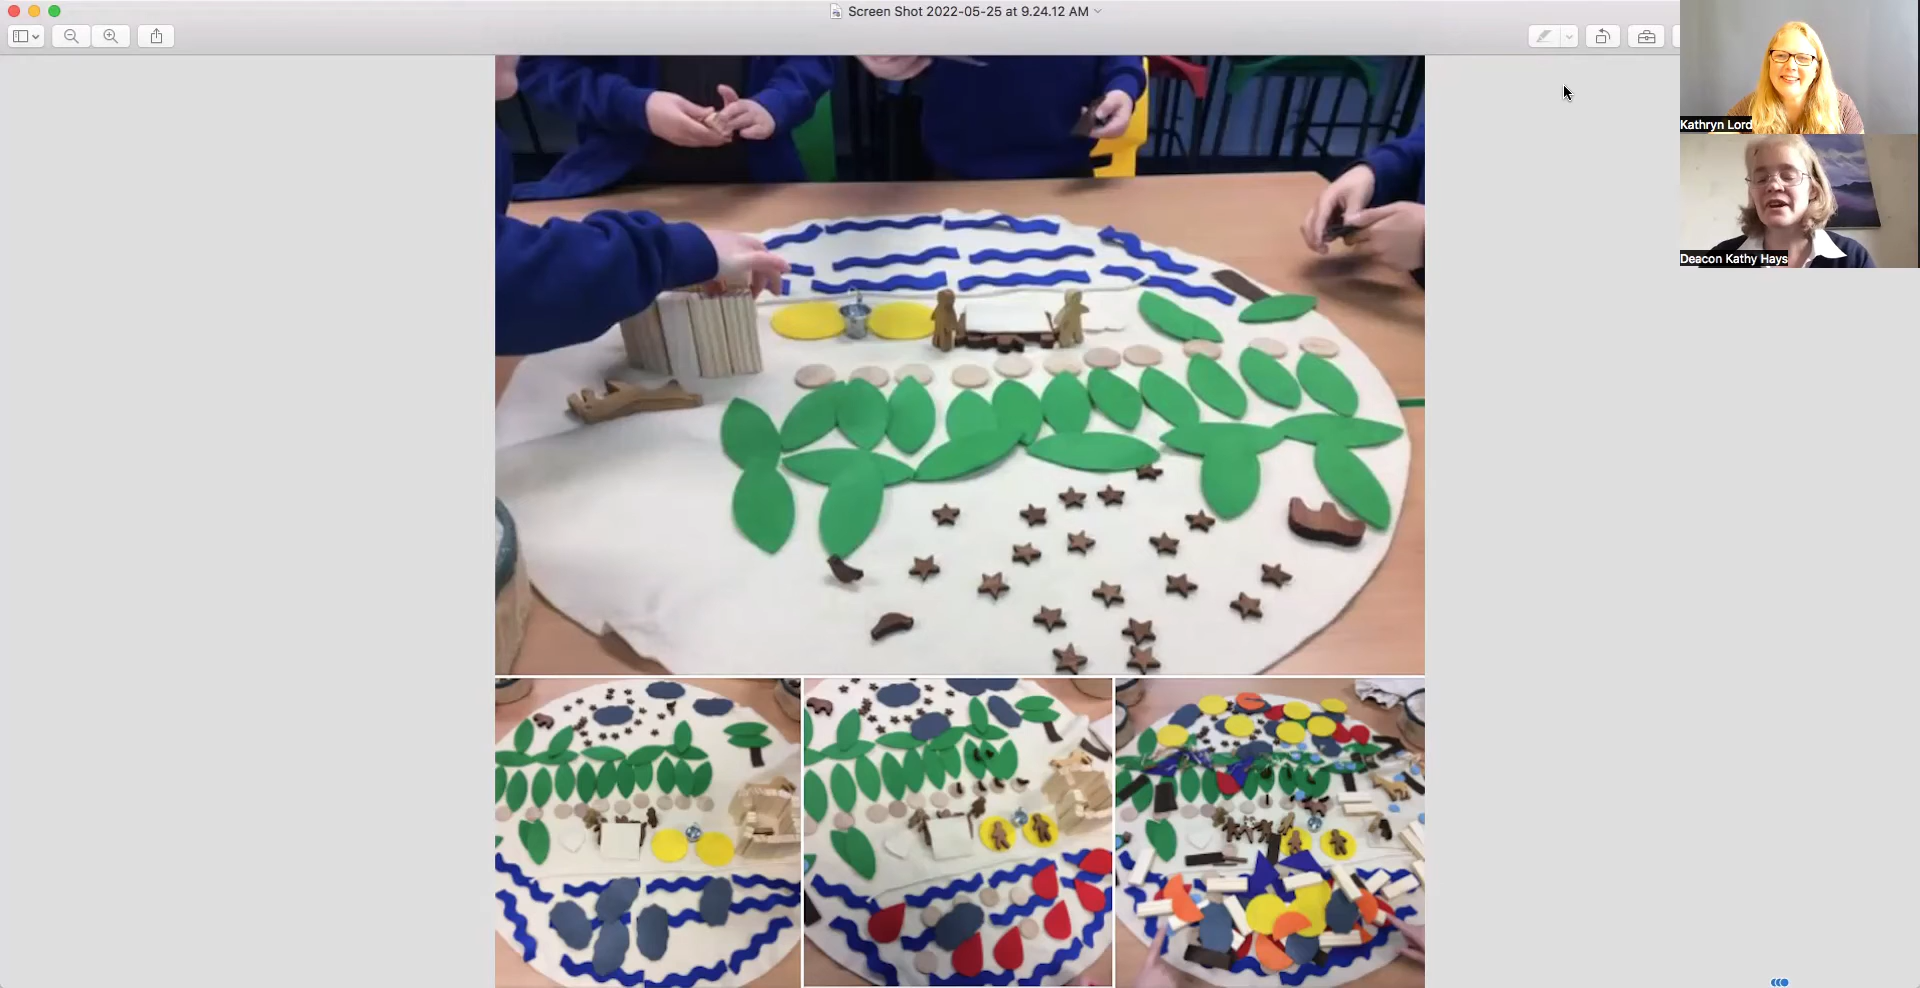 Screen Shot 2022-05-25 at 9.24.12 AM
Kathryn Lord
Deacon Kathy Hays